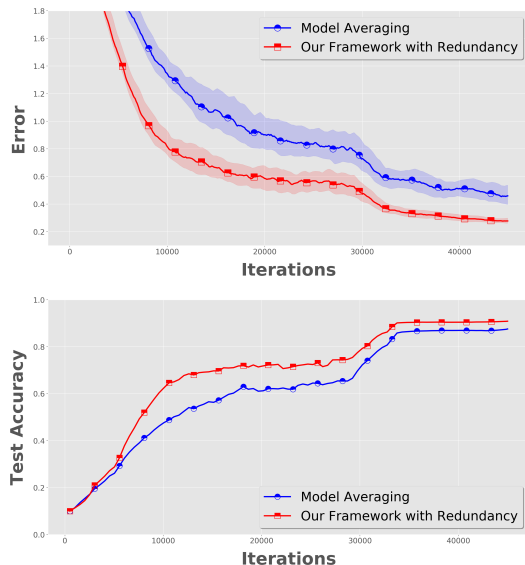 1.8
1.6
1.4
1.2
1.0
0.8
0.6
0.4
0.2
Error
Model Averaging
Our Framework with Redundancy
0 10000 20000 30000 40000
Iterations
1.0
0.8
0.6
0.4
0.2
0.0
Test Accuracy
Model Averaging
Our Framework with Redundancy
0 10000 20000 30000 40000
Iterations